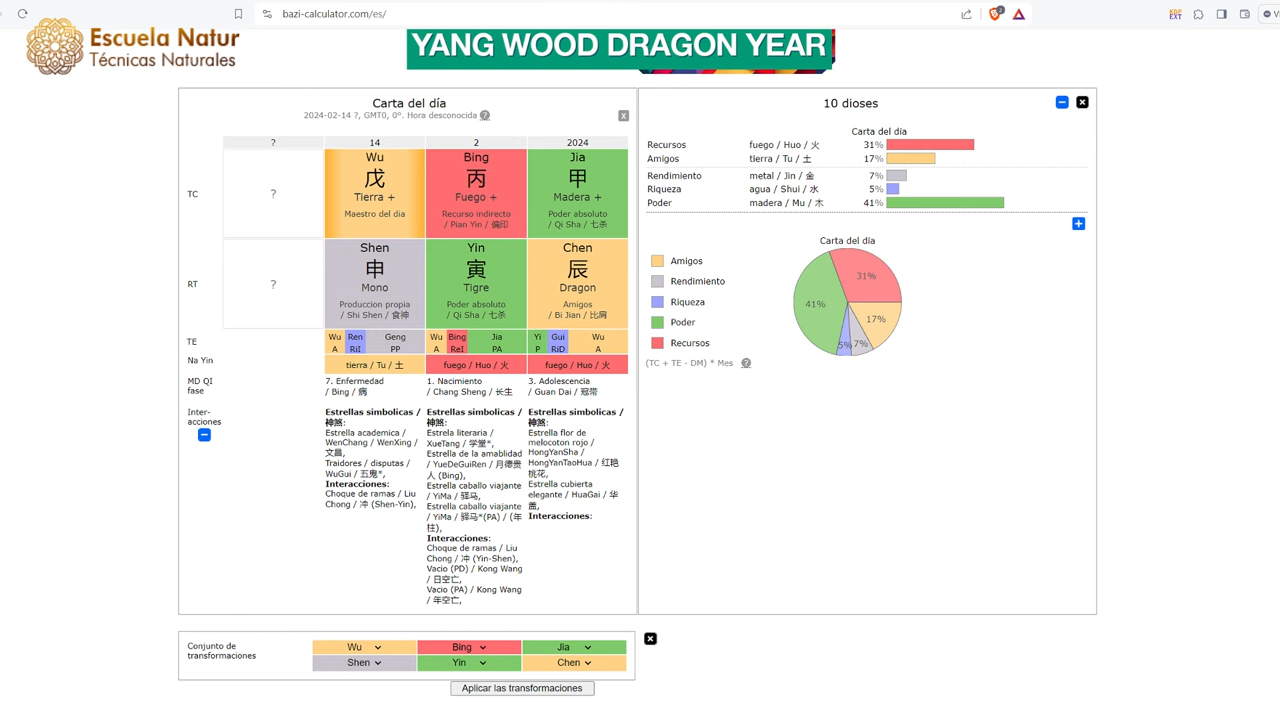 bazi-calculator.com/es/
Escuela Natur
Técnicas Naturales
YANG WOOD DRAGON YEAR
Carta del día
2024-02-14 ?, GMT0, 0º. Hora desconocida ?
X
? 14 2 2024
TC
?
Wu
戊
Tierra +
Maestro del dia
Bing
丙
Fuego +
Recurso indirecto
/ Pian Yin / 偏印
Jia
甲
Madera +
Poder absoluto
/ Qi Sha / 七杀
RT
?
Shen
申
Mono
Produccion propia
/ Shi Shen / 食神
Yin
寅
Tigre
Poder absoluto
/ Qi Sha / 七杀
Chen
辰
Dragon
Amigos
/ Bi Jian / 比肩
TE
Wu Ren Geng
A RiI PP
Wu Bing Jia
A ReI PA
Yi Gui Wu
P RiD A
Na Yin
tierra / Tu / 土
fuego / Huo / 火
fuego / Huo / 火
MD QI
fase
7. Enfermedad
/ Bing / 病
1. Nacimiento
/ Chang Sheng / 长生
3. Adolescencia
/ Guan Dai / 冠带
Inter-
acciones
Estrellas simbolicas /
神煞:
Estrella academica /
WenChang / WenXing /
文昌,
Traidores / disputas /
WuGui / 五鬼*,
Interacciones:
Choque de ramas / Liu
Chong / 冲 (Shen-Yin),
Estrellas simbolicas /
神煞:
Estrela literaria /
XueTang / 学堂*,
Estrella de la amablidad
/ YueDeGuiRen / 月德贵
人 (Bing),
Estrella caballo viajante
/ YiMa / 驿马,
Estrella caballo viajante
/ YiMa / 驿马*(PA) / (年
柱),
Interacciones:
Choque de ramas / Liu
Chong / 冲 (Yin-Shen),
Vacio (PD) / Kong Wang
/ 日空亡,
Vacio (PA) / Kong Wang
/ 年空亡,
Estrellas simbolicas /
神煞:
Estrella flor de
melocoton rojo /
HongYanSha /
HongYanTaoHua / 红艳
桃花,
Estrella cubierta
elegante / HuaGai / 华
盖,
Interacciones:
10 dioses
Carta del día
Recursos fuego / Huo / 火 31%
Amigos tierra / Tu / 土 17%
Rendimiento metal / Jin / 金 7%
Riqueza agua / Shui / 水 5%
Poder madera / Mu / 木 41%
Carta del día
Amigos
Rendimiento
Riqueza
Poder
Recursos
31%
41%
17%
5%
7%
(TC + TE - DM) * Mes ?
Conjunto de
transformaciones
Wu Bing Jia
Shen Yin Chen
Aplicar las transformaciones